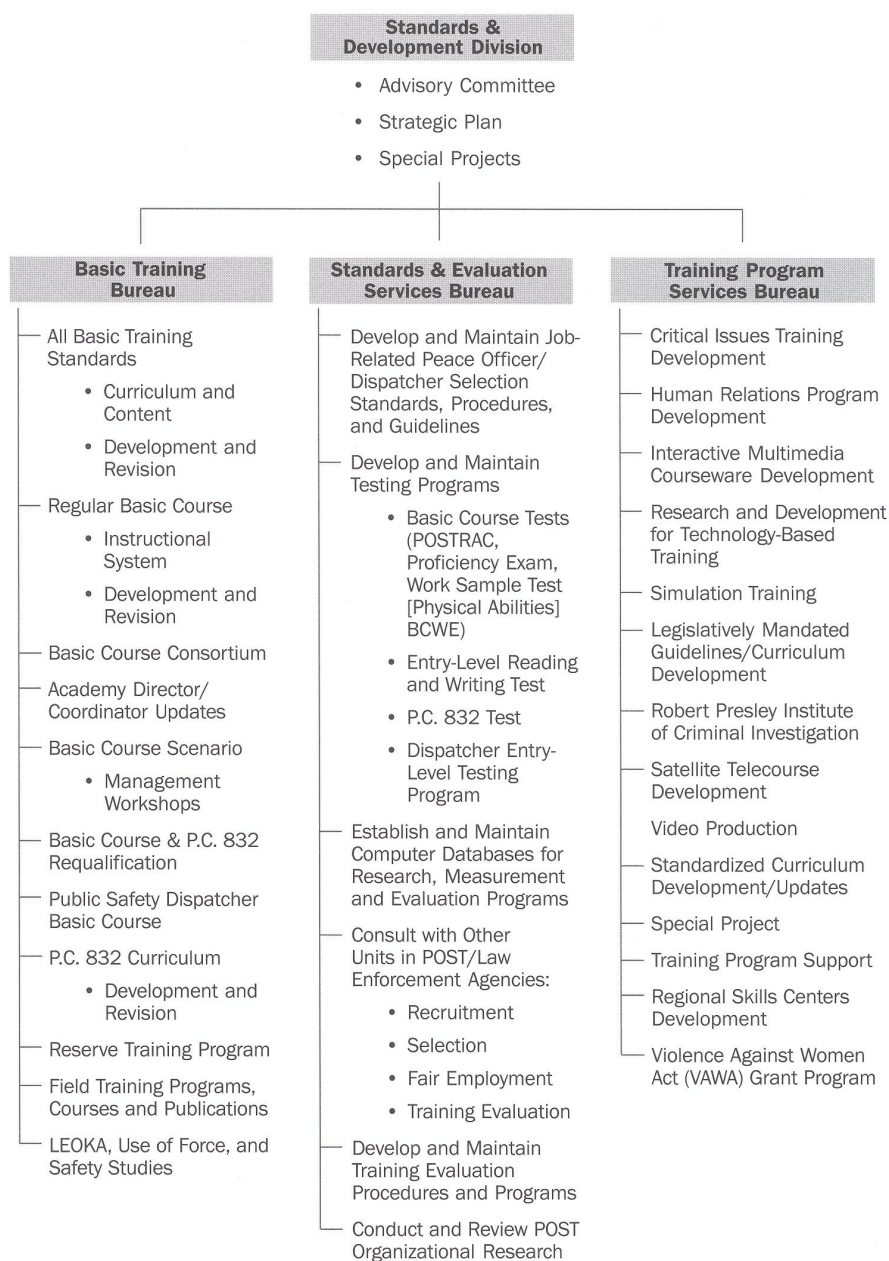 Standards &
Development Division
• Advisory Committee
• Strategic Plan
• Special Projects
Basic Training
Bureau
All Basic Training
Standards
• Curriculum and
Content
• Development and
Revision
Regular Basic Course
• Instructional
System
• Development and
Revision
Basic Course Consortium
Academy Director/
Coordinator Updates
Basic Course Scenario
• Management
Workshops
Basic Course & P.C. 832
Requalification
Public Safety Dispatcher
Basic Course
P.C. 832 Curriculum
• Development and
Revision
Reserve Training Program
Field Training Programs,
Courses and Publications
LEOKA, Use of Force, and
Safety Studies
Standards & Evaluation
Services Bureau
Develop and Maintain Job-
Related Peace Officer/
Dispatcher Selection
Standards, Procedures,
and Guidelines
Develop and Maintain
Testing Programs
• Basic Course Tests
(POSTRAC,
Proficiency Exam,
Work Sample Test
[Physical Abilities]
BCWE)
• Entry-Level Reading
and Writing Test
• P.C. 832 Test
• Dispatcher Entry-
Level Testing
Program
Establish and Maintain
Computer Databases for
Research, Measurement
and Evaluation Programs
Consult with Other
Units in POST/Law
Enforcement Agencies:
• Recruitment
• Selection
• Fair Employment
• Training Evaluation
Develop and Maintain
Training Evaluation
Procedures and Programs
Conduct and Review POST
Organizational Research
Training Program
Services Bureau
Critical Issues Training
Development
Human Relations Program
Development
Interactive Multimedia
Courseware Development
Research and Development
for Technology-Based
Training
Simulation Training
Legislatively Mandated
Guidelines/Curriculum
Development
Robert Presley Institute
of Criminal Investigation
Satellite Telecourse
Development
Video Production
Standardized Curriculum
Development/Updates
Special Project
Training Program Support
Regional Skills Centers
Development
Violence Against Women
Act (VAWA) Grant Program